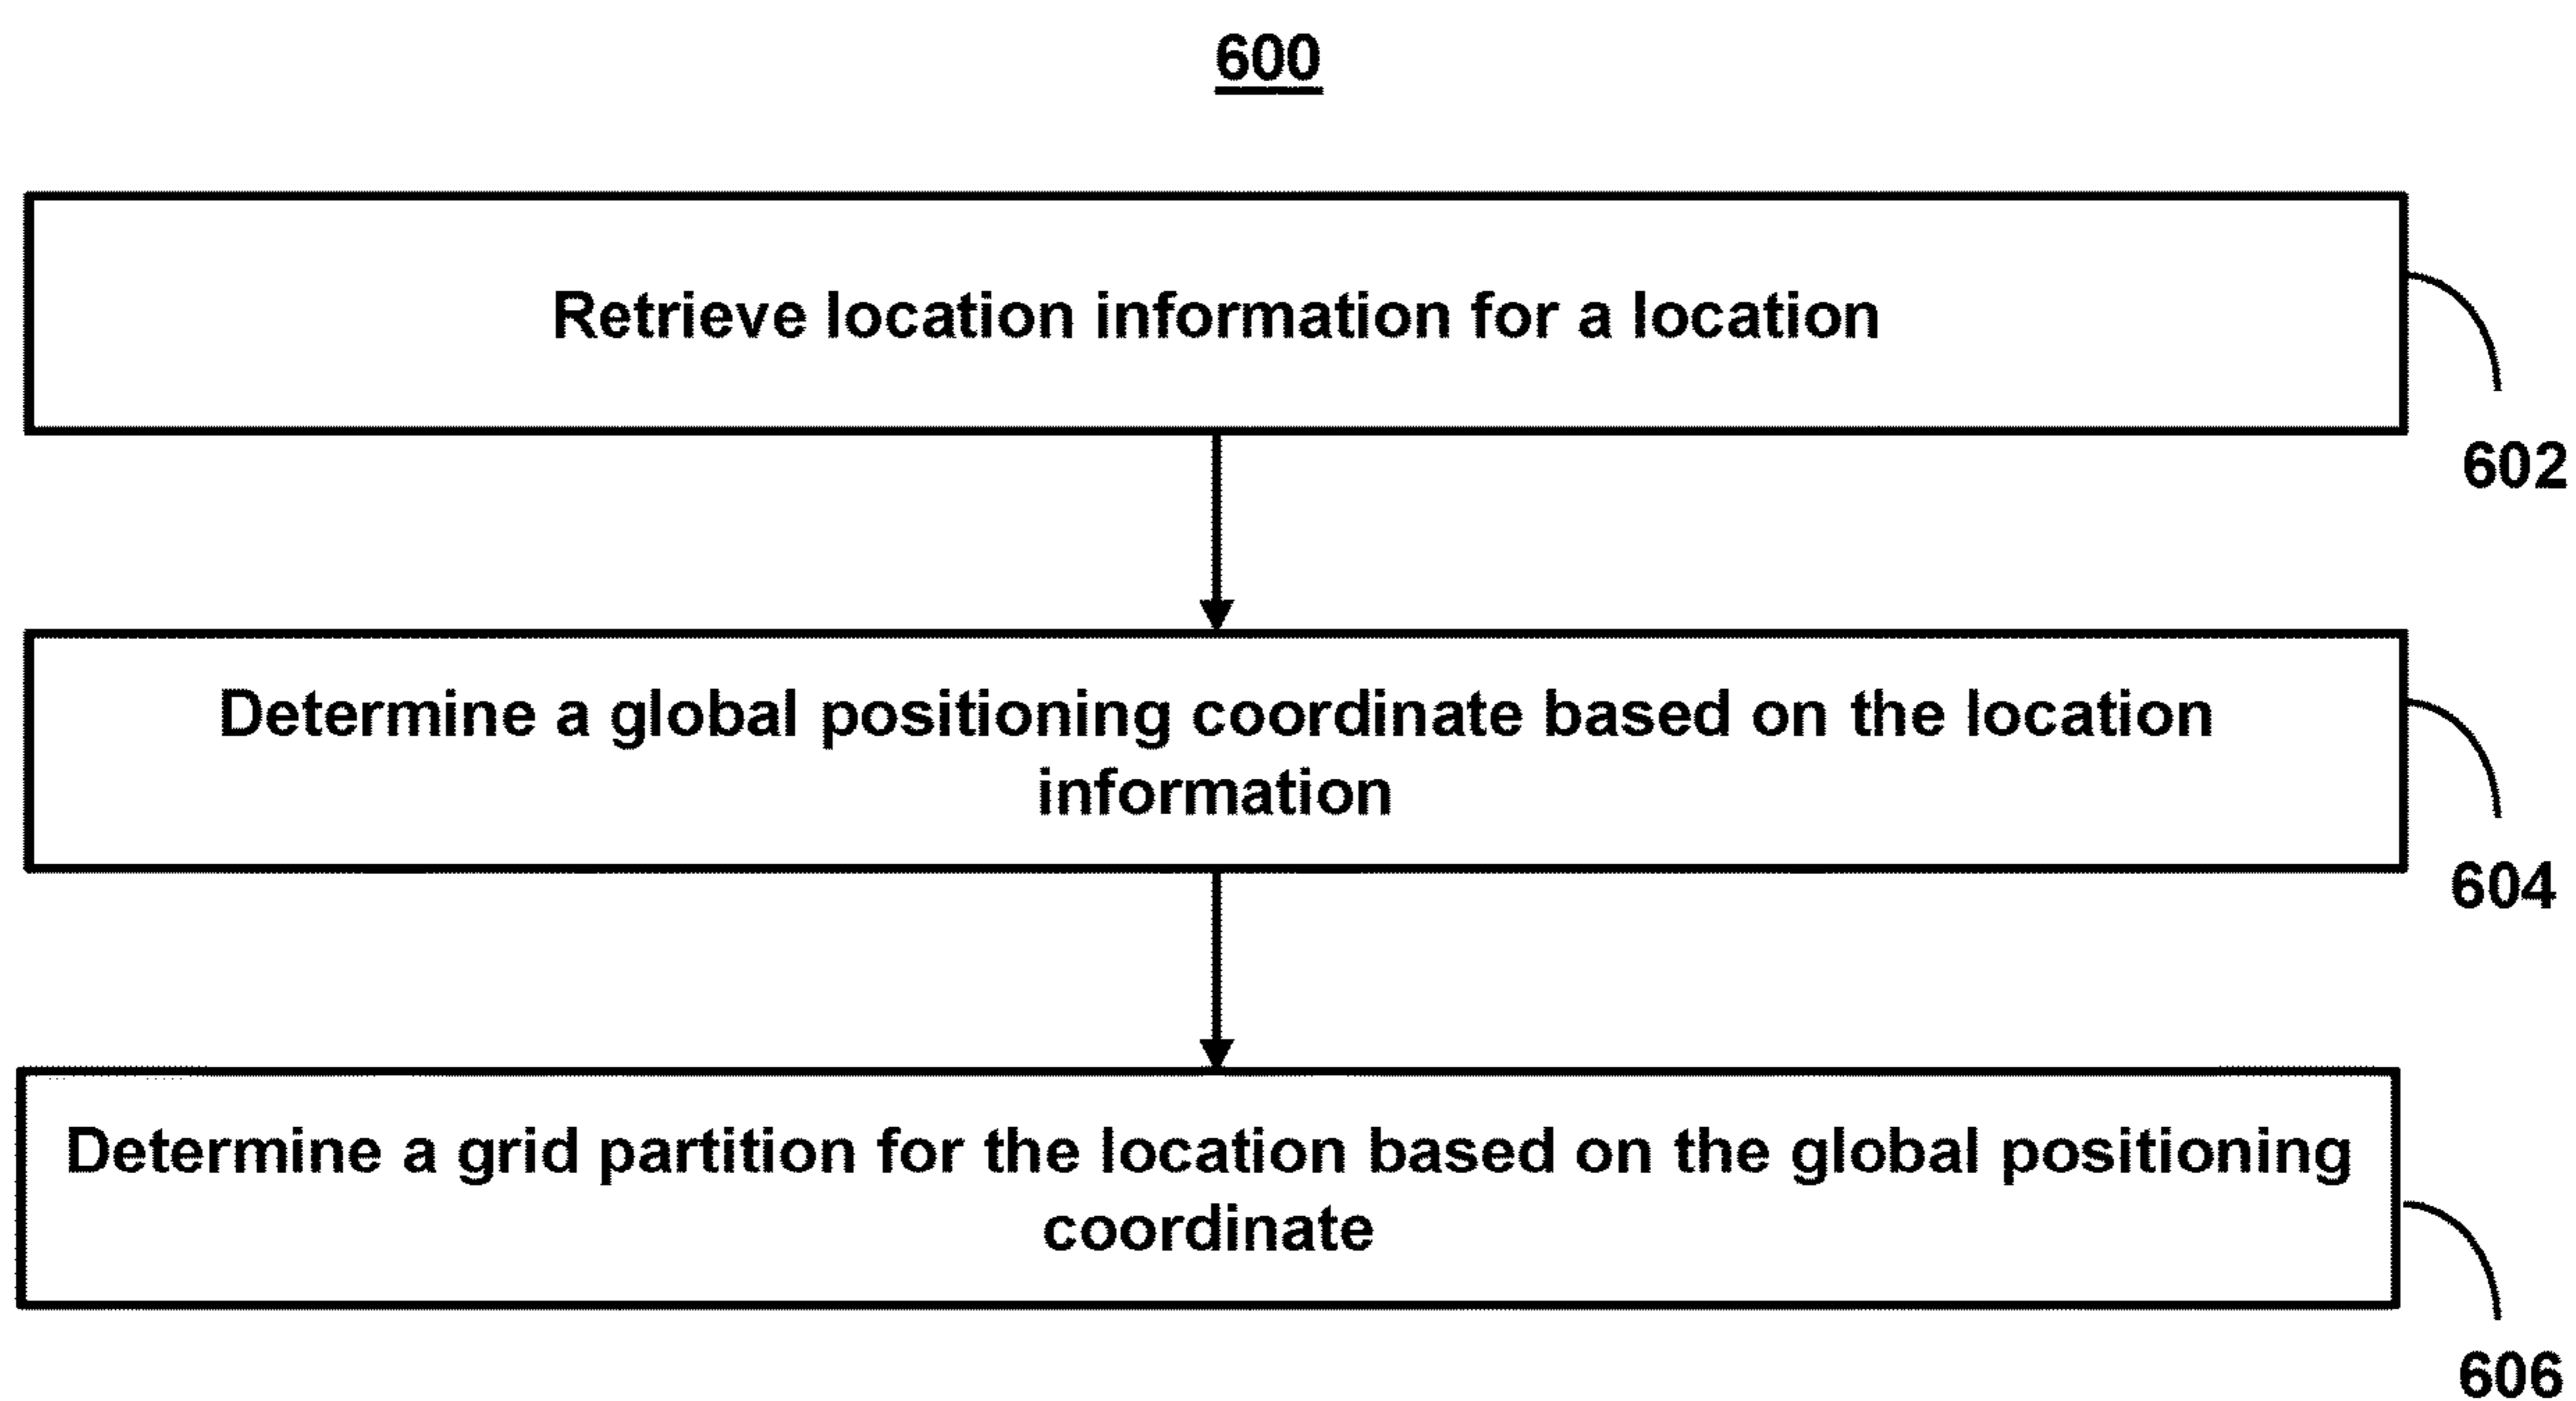 600
Retrieve location information for a location
602
Determine a global positioning coordinate based on the location
information
604
Determine a grid partition for the location based on the global positioning
coordinate
606